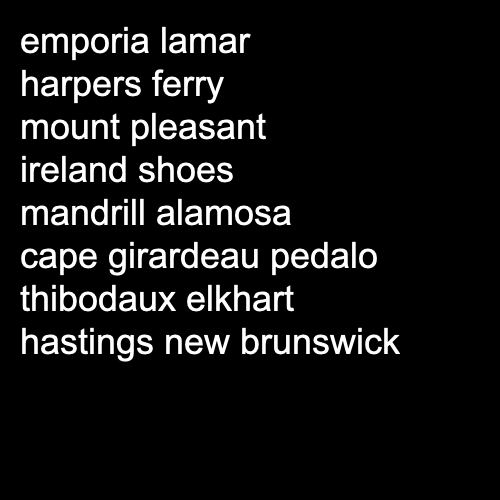 emporia lamar
harpers ferry
mount pleasant
ireland shoes
mandrill alamosa
cape girardeau pedalo
thibodaux elkhart
hastings new brunswick